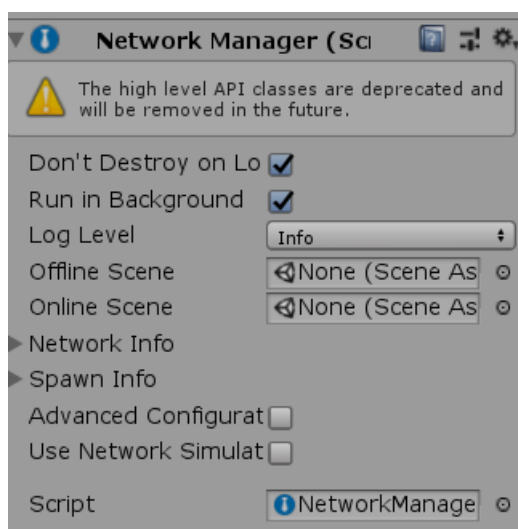 Network Manager (Scr
The high level API classes are deprecated and
will be removed in the future.
Don't Destroy on Lo
Run in Background
Log Level Info
Offline Scene None (Scene As
Online Scene None (Scene As
Network Info
Spawn Info
Advanced Configurat
Use Network Simulat
Script NetworkManage